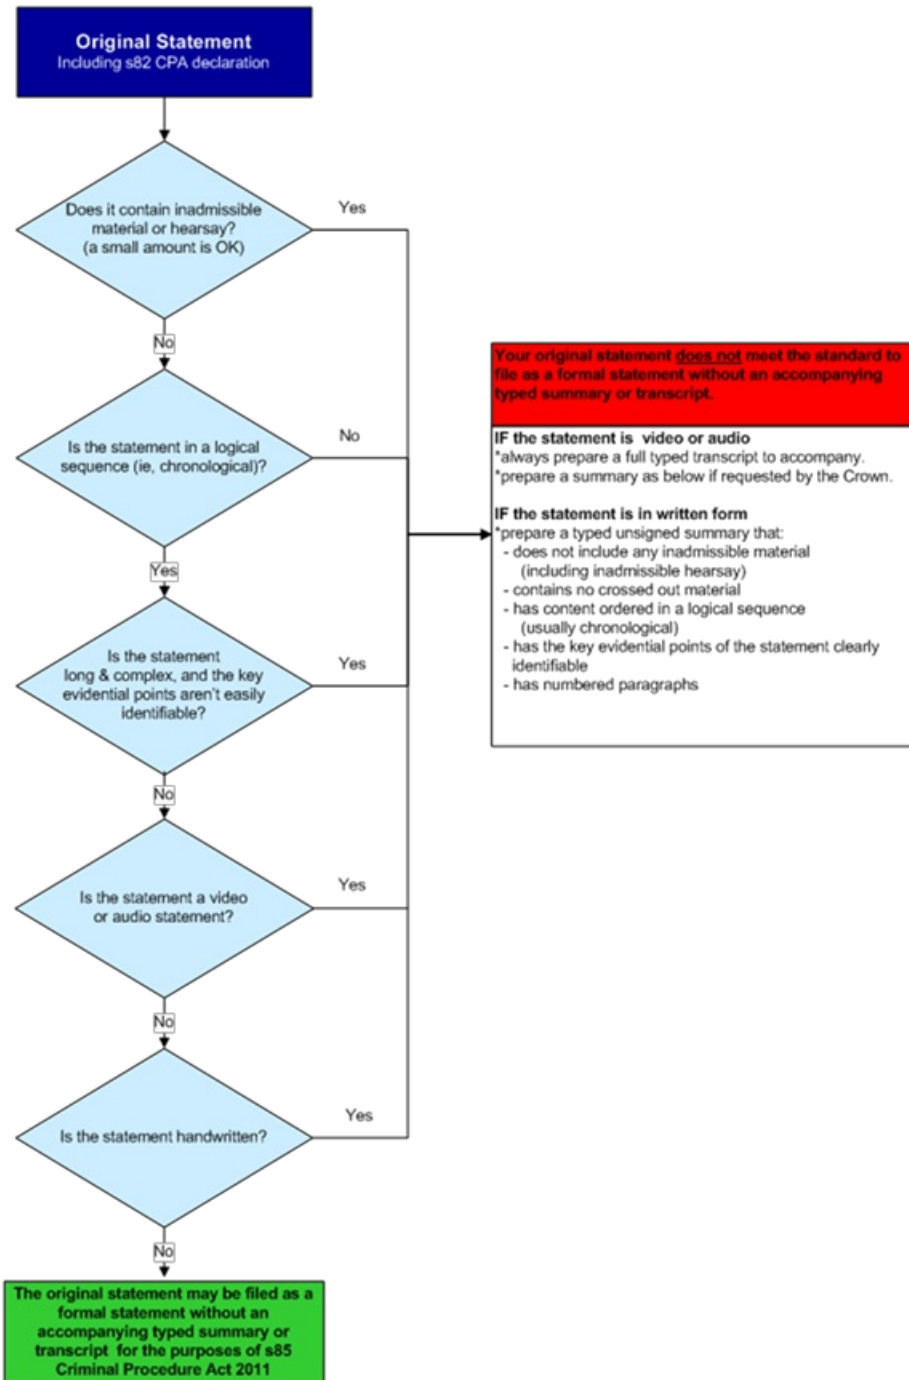 Original Statement
Including s82 CPA declaration
Does it contain inadmissible
material or hearsay?
(a small amount is OK)
Yes
No
Is the statement in a logical
sequence (ie, chronological)?
No
Yes
Is the statement
long & complex, and the key
evidential points aren't easily
identifiable?
Yes
No
Is the statement a video
or audio statement?
Yes
No
Is the statement handwritten?
Yes
No
The original statement may be filed as a
formal statement without an
accompanying typed summary or
transcript for the purposes of s85
Criminal Procedure Act 2011
Your original statement does not meet the standard to
file as a formal statement without an accompanying
typed summary or transcript.
IF the statement is video or audio
*always prepare a full typed transcript to accompany.
*prepare a summary as below if requested by the Crown.
IF the statement is in written form
*prepare a typed unsigned summary that:
- does not include any inadmissible material
(including inadmissible hearsay)
- contains no crossed out material
- has content ordered in a logical sequence
(usually chronological)
- has the key evidential points of the statement clearly
identifiable
- has numbered paragraphs